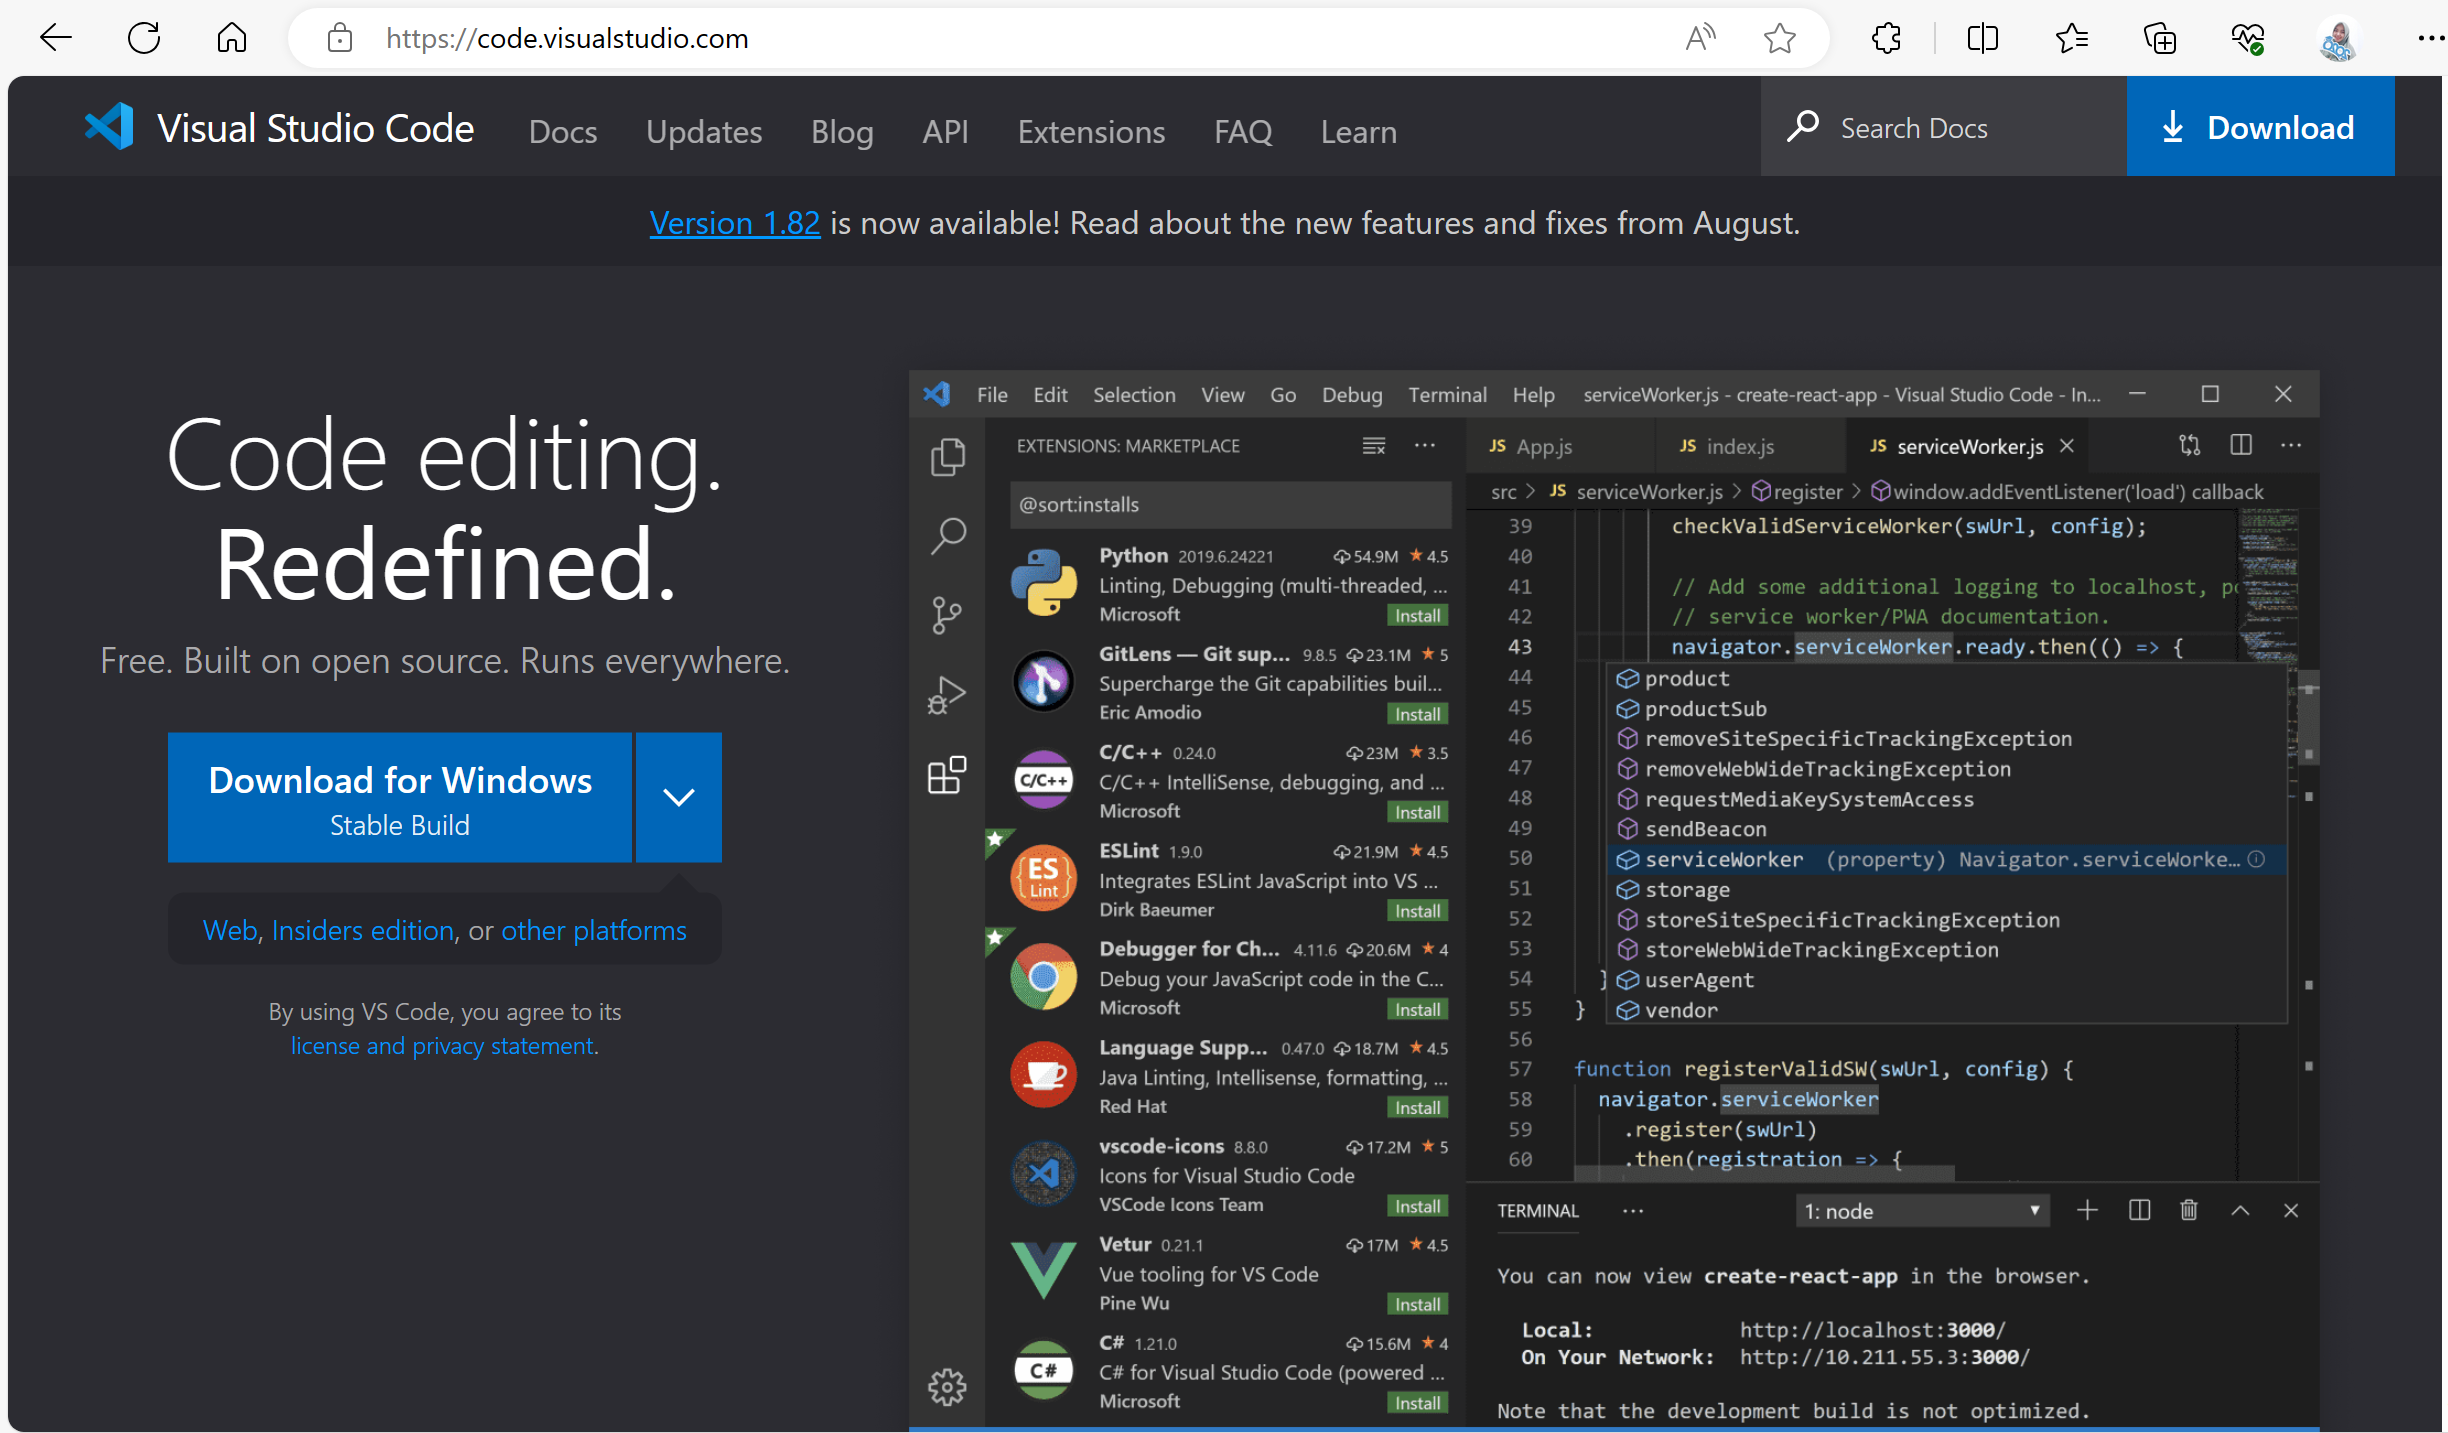 https://code.visualstudio.com
Visual Studio Code
Docs
Updates
Blog
API
Extensions
FAQ
Learn
Search Docs
Download
Version 1.82 is now available! Read about the new features and fixes from August.
Code editing.
Redefined.
Free. Built on open source. Runs everywhere.
Download for Windows
Stable Build
Web, Insiders edition, or other platforms
By using VS Code, you agree to its
license and privacy statement.
File Edit Selection View Go Debug Terminal Help serviceWorker.js - create-react-app - Visual Studio Code - In...
EXTENSIONS: MARKETPLACE
@sort:installs
Python 2019.6.24221 54.9M 4.5
Linting, Debugging (multi-threaded, ...
Microsoft Install
GitLens — Git sup... 9.8.5 23.1M 5
Supercharge the Git capabilities buil...
Eric Amodio Install
C/C++
C/C++ 0.24.0 23M 3.5
C/C++ IntelliSense, debugging, and ...
Microsoft Install
ES
Lint
ESLint 1.9.0 21.9M 4.5
Integrates ESLint JavaScript into VS ...
Dirk Baeumer Install
Debugger for Ch... 4.11.6 20.6M 4
Debug your JavaScript code in the C...
Microsoft Install
Language Supp... 0.47.0 18.7M 4.5
Java Linting, Intellisense, formatting, ...
Red Hat Install
vscode-icons 8.8.0 17.2M 5
Icons for Visual Studio Code
VSCode Icons Team Install
Vetur 0.21.1 17M 4.5
Vue tooling for VS Code
Pine Wu Install
C#
C# 1.21.0 15.6M 4
C# for Visual Studio Code (powered ...
Microsoft Install
JS App.js JS index.js JS serviceWorker.js
src > JS serviceWorker.js > register > window.addEventListener('load') callback
39 checkValidServiceWorker(swUrl, config);
40
41 // Add some additional logging to localhost, p
42 // service worker/PWA documentation.
43 navigator.serviceWorker.ready.then(() => {
44 product
45 productSub
46 removeSiteSpecificTrackingException
47 removeWebWideTrackingException
48 requestMediaKeySystemAccess
49 sendBeacon
50 serviceWorker (property) Navigator.serviceWorke...
51 storage
52 storeSiteSpecificTrackingException
53 storeWebWideTrackingException
54 } userAgent
55 } vendor
56
57 function registerValidSW(swUrl, config) {
58 navigator.serviceWorker
59 .register(swUrl)
60 .then(registration => {
TERMINAL ... 1: node
You can now view create-react-app in the browser.
Local: http://localhost:3000/
On Your Network: http://10.211.55.3:3000/
Note that the development build is not optimized.